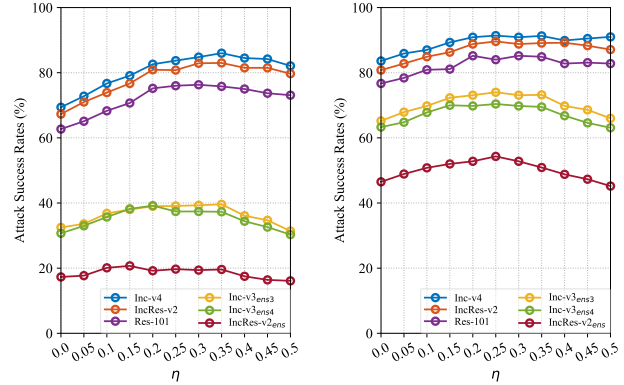 100
80
60
40
20
0
Attack Success Rates (%)
Inc-v4
IncRes-v2
Res-101
Inc-v3ens3
Inc-v3ens4
IncRes-v2ens
0.0 0.05 0.1 0.15 0.2 0.25 0.3 0.35 0.4 0.45 0.5
η
100
80
60
40
20
0
Attack Success Rates (%)
Inc-v4
IncRes-v2
Res-101
Inc-v3ens3
Inc-v3ens4
IncRes-v2ens
0.0 0.05 0.1 0.15 0.2 0.25 0.3 0.35 0.4 0.45 0.5
η